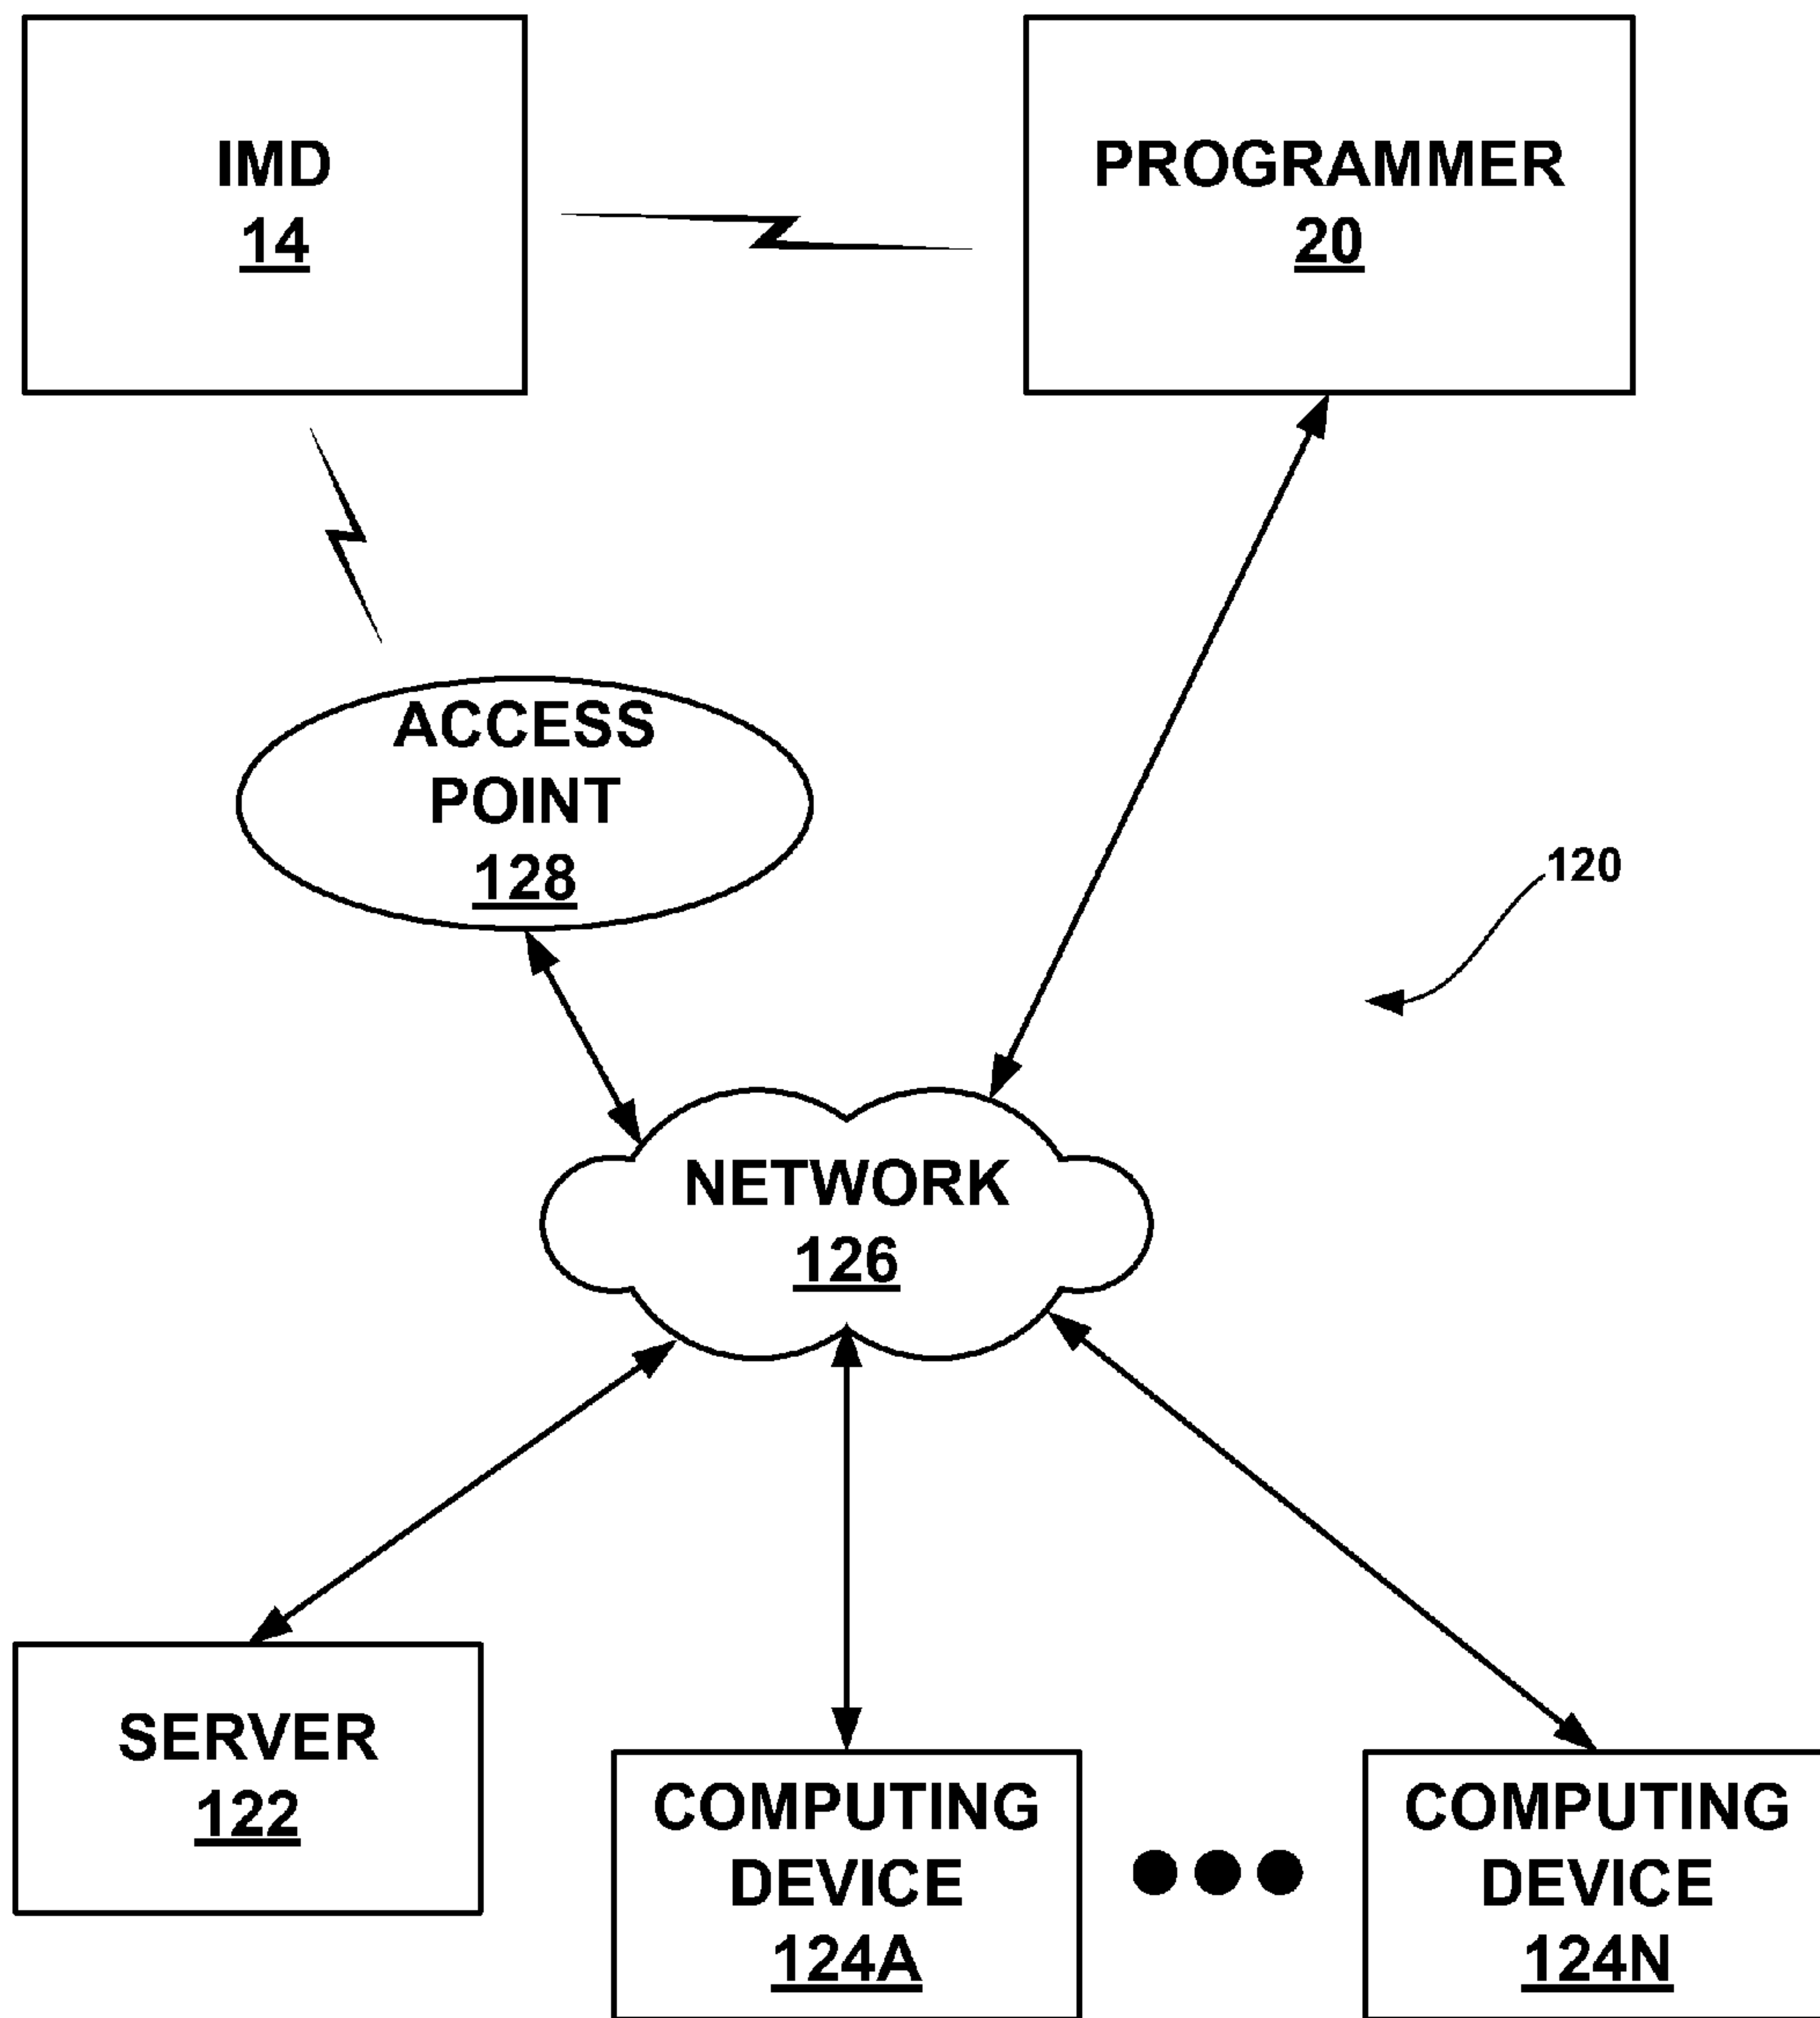 IMD
14
PROGRAMMER
20
ACCESS
POINT
128
120
NETWORK
126
SERVER
122
COMPUTING
DEVICE
124A
COMPUTING
DEVICE
124N